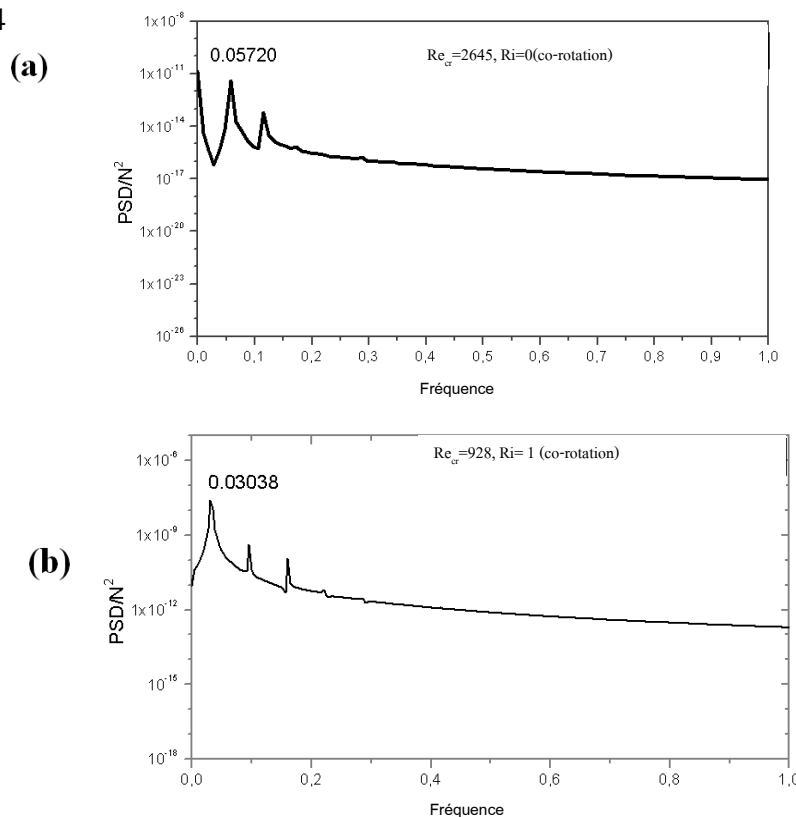 4
(a)
1x10^-8
1x10^-11
1x10^-14
1x10^-17
1x10^-20
1x10^-23
10^-26
PSD/N^2
0.05720
Re_cr=2645, Ri=0(co-rotation)
0,0 0,1 0,2 0,3 0,4 0,5 0,6 0,7 0,8 0,9 1,0
Fréquence
(b)
1x10^-6
1x10^-9
1x10^-12
10^-15
10^-18
PSD/N^2
0.03038
Re_cr=928, Ri= 1 (co-rotation)
0,0 0,2 0,4 0,6 0,8 1,0
Fréquence